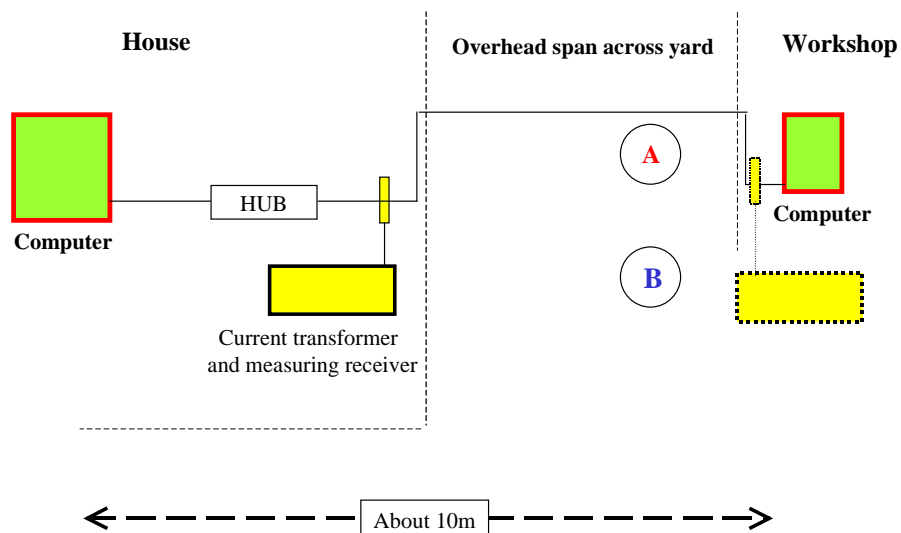 House
Overhead span across yard
Workshop
A
HUB
Computer
Computer
B
Current transformer
and measuring receiver
About 10m